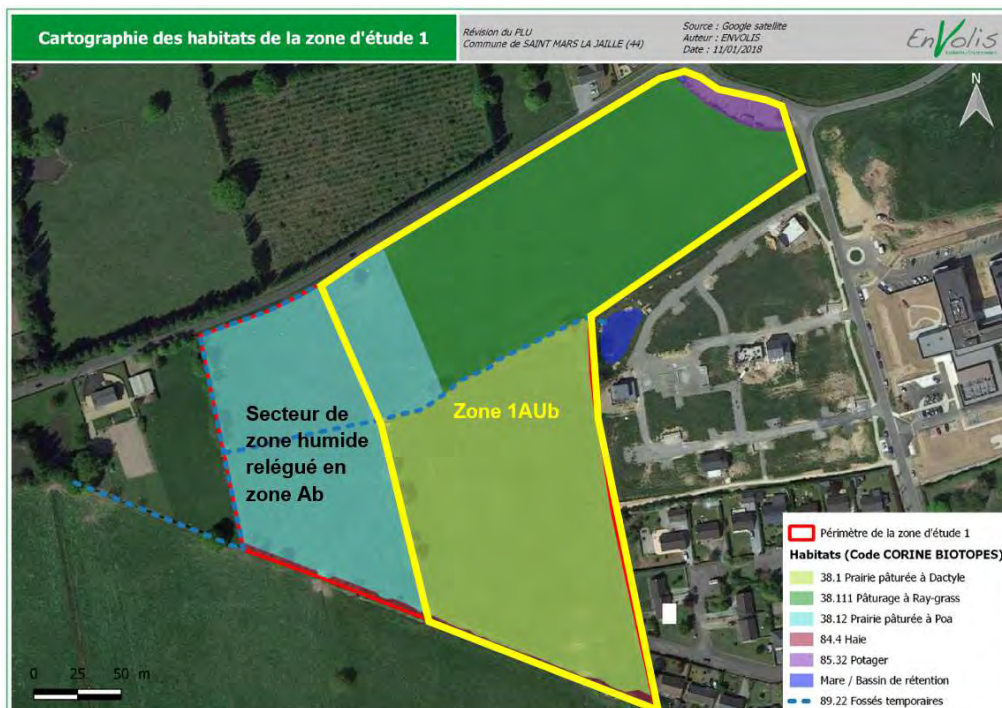 Cartographie des habitats de la zone d'étude 1
Révision du PLU
Commune de SAINT MARS LA JAILLE (44)
Source : Google satellite
Auteur : ENVOLIS
Date : 11/01/2018
EnVolis
N
Secteur de
zone humide
relégué en
zone Ab
Zone 1AUb
0 25 50 m
Périmètre de la zone d'étude 1
Habitats (Code CORINE BIOTOPES)
38.1 Prairie pâturée à Dactyle
38.111 Pâturage à Ray-grass
38.12 Prairie pâturée à Poa
84.4 Haie
85.32 Potager
Mare / Bassin de rétention
89.22 Fossés temporaires